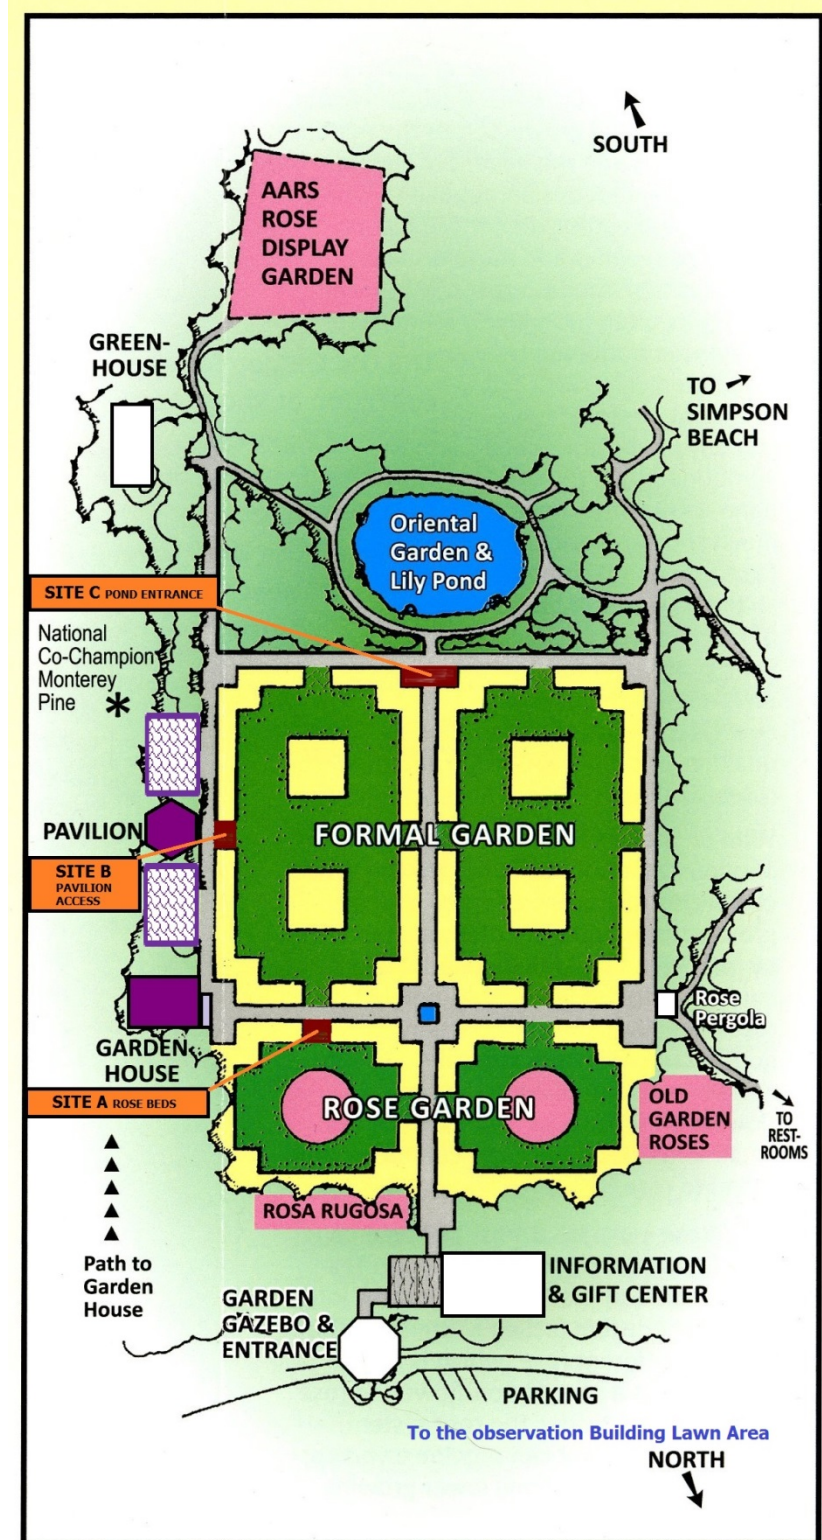 SOUTH
AARS
ROSE
DISPLAY
GARDEN
GREEN-
HOUSE
TO
SIMPSON
BEACH
Oriental
Garden &
Lily Pond
SITE C POND ENTRANCE
National
Co-Champion
Monterey
Pine *
PAVILION
FORMAL GARDEN
SITE B
PAVILION
ACCESS
Rose
Pergola
GARDEN
HOUSE
SITE A ROSE BEDS
ROSE GARDEN
OLD
GARDEN
ROSES
TO
REST-
ROOMS
ROSA RUGOSA
Path to
Garden
House
INFORMATION
& GIFT CENTER
GARDEN
GAZEBO &
ENTRANCE
PARKING
To the observation Building Lawn Area
NORTH